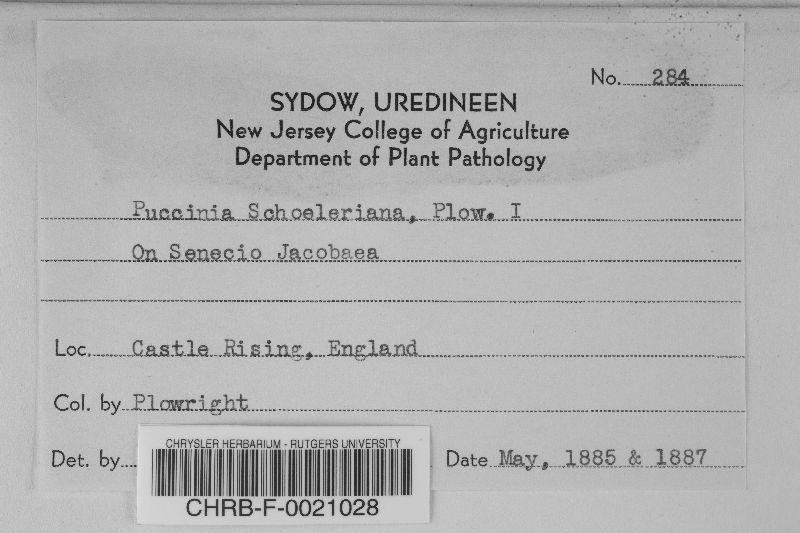 No. 284
SYDOW, UREDINEEN
New Jersey College of Agriculture
Department of Plant Pathology
Puccinia Schoeleriana, Plow. I
On Senecio Jacobaea
Loc. Castle Rising, England
Col. by Plowright
Det. by
Date May, 1885 & 1887
CHRYSLER HERBARIUM - RUTGERS UNIVERSITY
CHRB-F-0021028